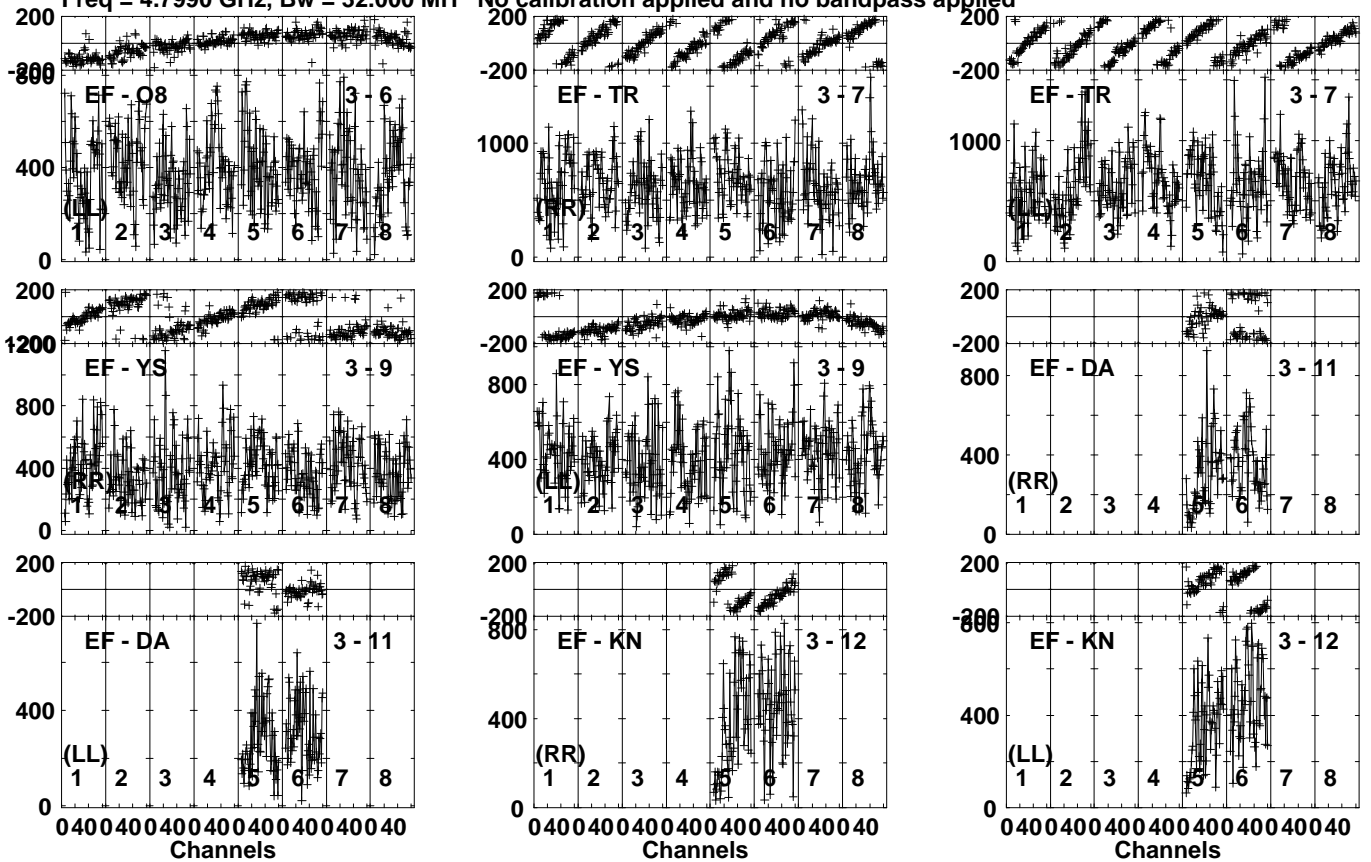 Freq = 4.7990 GHz, Bw = 32.000 MH No calibration applied and no bandpass applied
200 200 200
-200 -200 -200
800
EF - O8 3 - 6 EF - TR 3 - 7 EF - TR 3 - 7
1000 1000
400
(LL) (RR) (LL)
1 2 3 4 5 6 7 8 1 2 3 4 5 6 7 8 1 2 3 4 5 6 7 8
0 0 0
200 200 200
-200 -200 -200
1200
EF - YS 3 - 9 EF - YS 3 - 9 EF - DA 3 - 11
800 800 800
400 400 400
(RR) (LL) (RR)
1 2 3 4 5 6 7 8 1 2 3 4 5 6 7 8 1 2 3 4 5 6 7 8
0 0 0
200 200 200
-200 -200 -200
800 800
EF - DA 3 - 11 EF - KN 3 - 12 EF - KN 3 - 12
400 400 400
(LL) (RR) (LL)
1 2 3 4 5 6 7 8 1 2 3 4 5 6 7 8 1 2 3 4 5 6 7 8
0 0 0
0 40 0 40 0 40 0 40 0 40 0 40 0 40 0 40 0 40 0 40 0 40 0 40 0 40 0 40 0 40 0 40 0 40 0 40 0 40 0 40 0 40 0 40 0 40 0 40
Channels Channels Channels